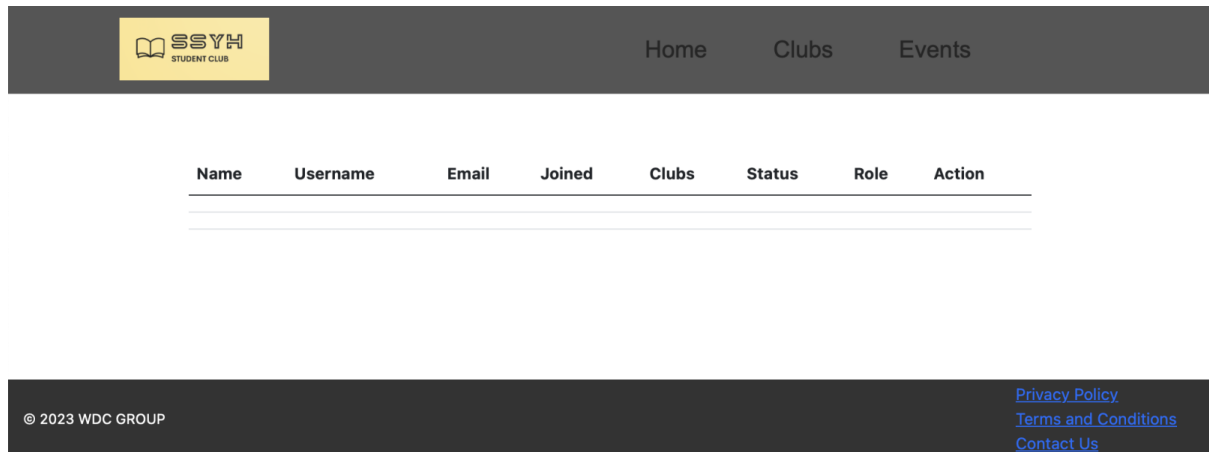 SSYH
STUDENT CLUB
Home Clubs Events
Name Username Email Joined Clubs Status Role Action
© 2023 WDC GROUP
Privacy Policy
Terms and Conditions
Contact Us